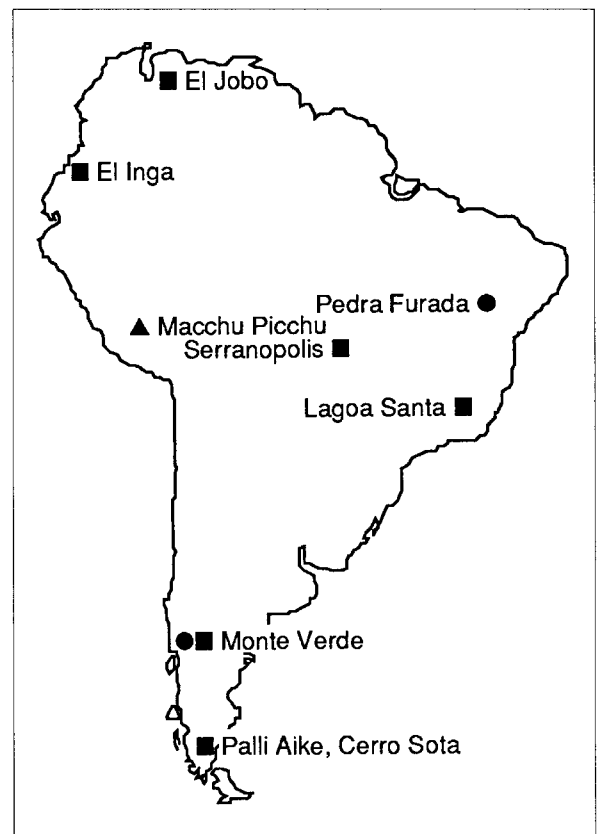 El Jobo
El Inga
Pedra Furada
Macchu Picchu
Serranopolis
Lagoa Santa
Monte Verde
Palli Aike, Cerro Sota